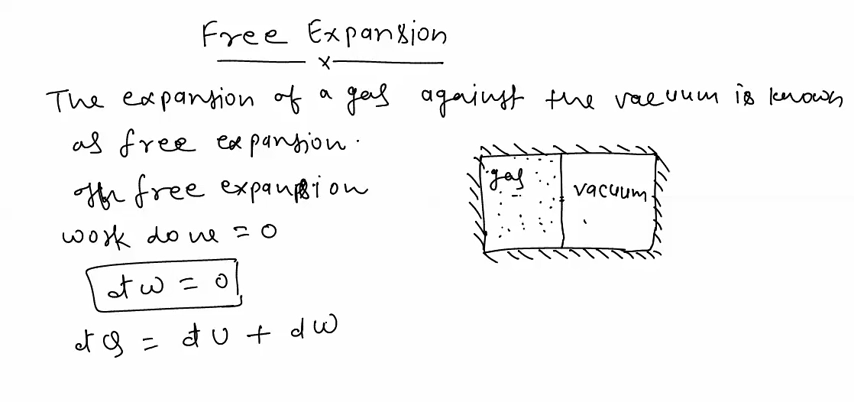 Free Expansion
x
The expansion of a gas against the vacuum is known
as free expansion.
In free expansion
work done = 0
dw = 0
dQ = dU + dW
gas
vacuum